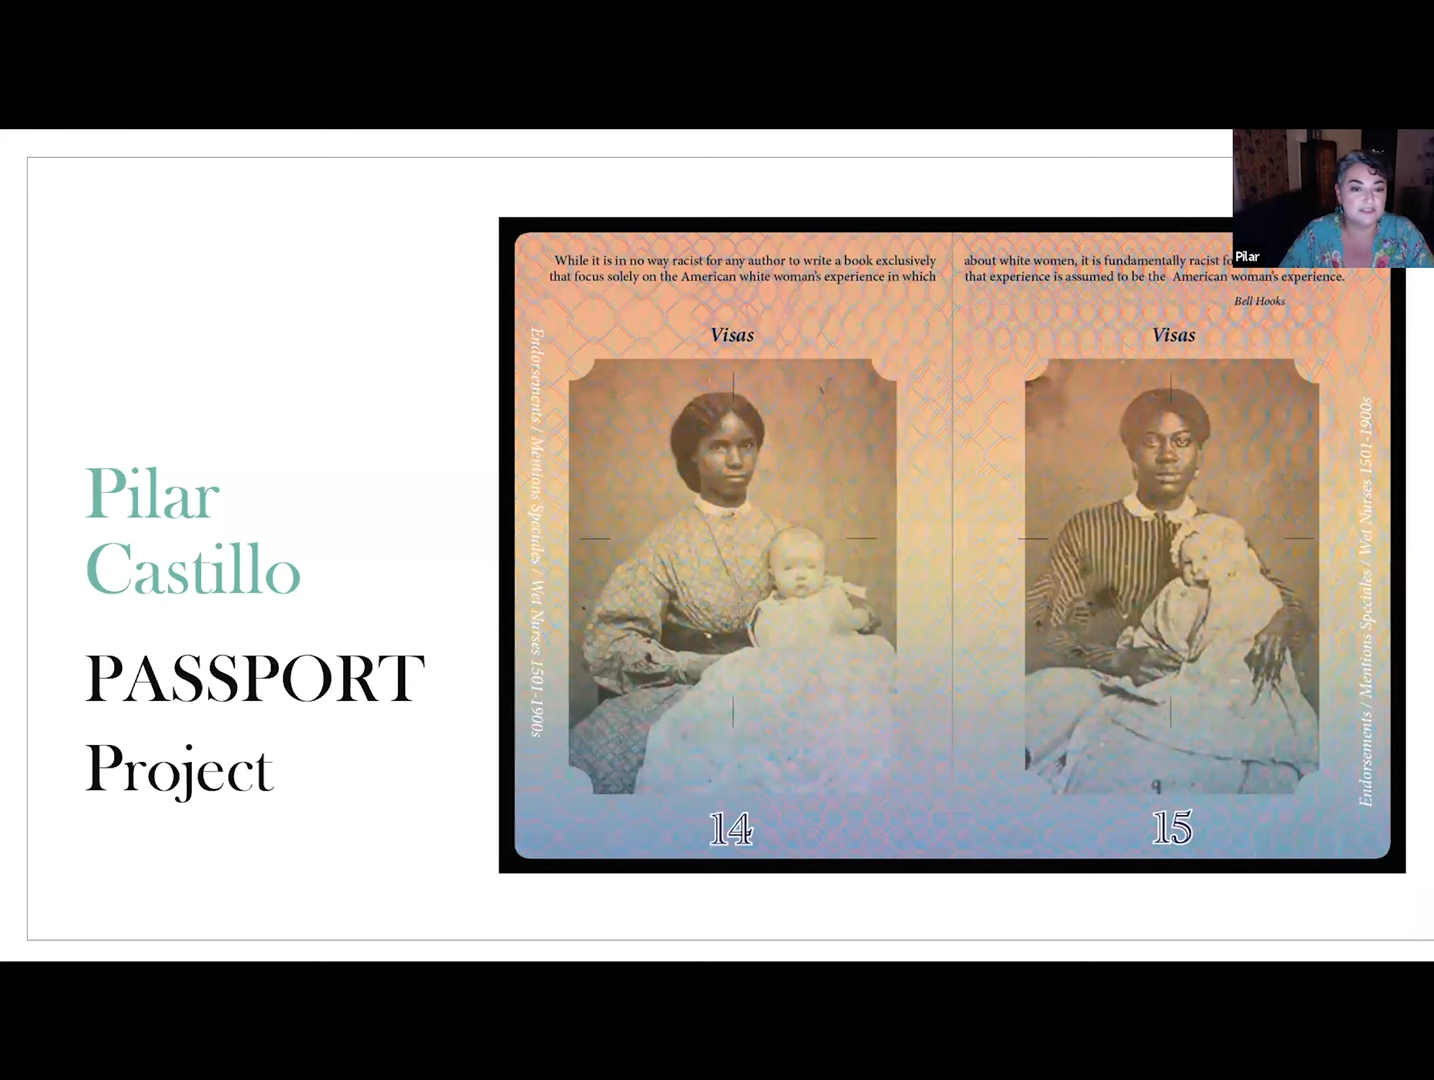 Pilar
Castillo
PASSPORT
Project
While it is in no way racist for any author to write a book exclusively
that focus solely on the American white woman's experience in which
about white women, it is fundamentally racist fo
that experience is assumed to be the American woman's experience.
Bell Hooks
Visas
Visas
Endorsements / Mentions Speciales / Wet Nurses 1501-1900s
Endorsements / Mentions Speciales / Wet Nurses 1501-1900s
14
15
9
Pilar